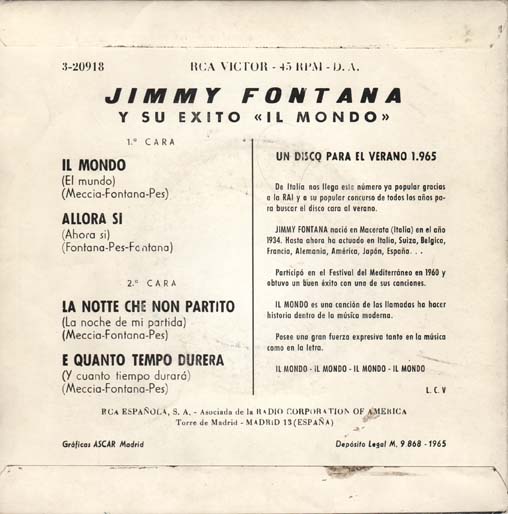 3-20918
RCA VICTOR - 45 RPM - D. A.
JIMMY FONTANA
Y SU EXITO «IL MONDO»
1.ª CARA
IL MONDO
(El mundo)
(Meccia-Fontana-Pes)
ALLORA SI
(Ahora si)
(Fontana-Pes-Fontana)
2.ª CARA
LA NOTTE CHE NON PARTITO
(La noche de mi partida)
(Meccia-Fontana-Pes)
E QUANTO TEMPO DURERA
(Y cuanto tiempo durará)
(Meccia-Fontana-Pes)
UN DISCO PARA EL VERANO 1.965
De Italia nos llega este número ya popular gracias
a la RAI y a su popular concurso de todos los años pa
ra buscar el disco cara al verano.
JIMMY FONTANA nació en Macerata (Italia) en el año
1934. Hasta ahora ha actuado en Italia, Suiza, Belgica,
Francia, Alemania, América, Japón, España. . .
Participó en el Festival del Mediterráneo en 1960 y
obtuvo un buen éxito con una de sus canciones.
IL MONDO es una canción de las llamadas ha hacer
historia dentro de la música moderna.
Posee una gran fuerza expresiva tanto en la música
como en la letra.
IL MONDO - IL MONDO - IL MONDO - IL MONDO
L. C. V
RCA ESPAÑOLA, S. A. - Asociada de la RADIO CORPORATION OF AMERICA
Torre de Madrid - MADRID 13 (ESPAÑA)
Gráficas ASCAR Madrid
Depósito Legal M. 9 868 - 1965